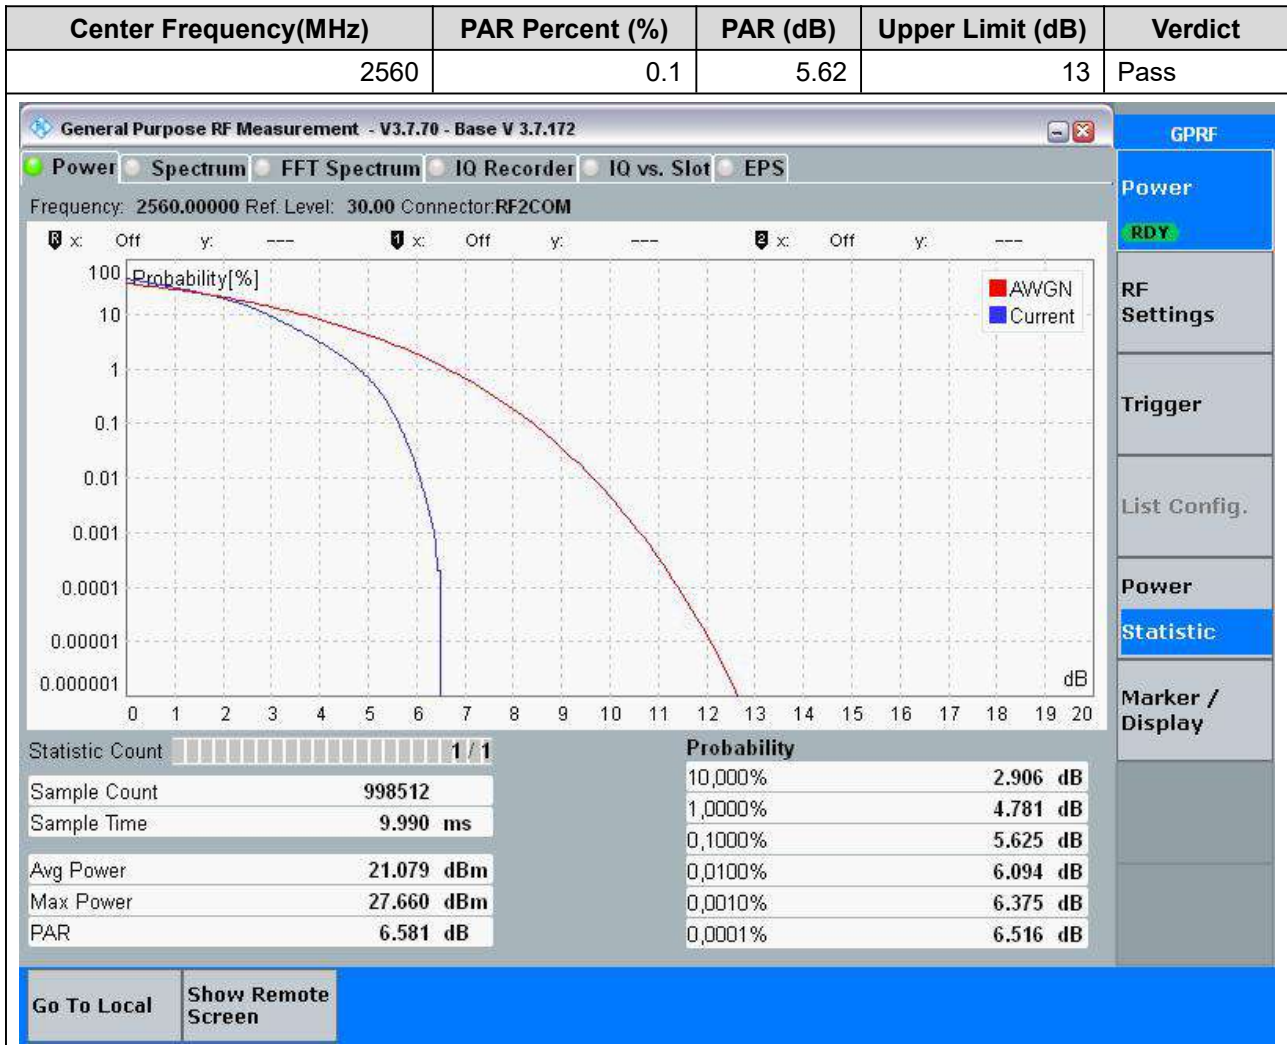 Center Frequency(MHz) PAR Percent (%) PAR (dB) Upper Limit (dB) Verdict
2560 0.1 5.62 13 Pass
General Purpose RF Measurement - V3.7.70 - Base V 3.7.172
GPRF
Power Spectrum FFT Spectrum IQ Recorder IQ vs. Slot EPS
Frequency: 2560.00000 Ref. Level: 30.00 Connector:RF2COM
R x: Off y: --- 1 x: Off y: --- 2 x: Off y: ---
Probability[%]
100
10
1
0.1
0.01
0.001
0.0001
0.00001
0.000001
AWGN
Current
dB
0 1 2 3 4 5 6 7 8 9 10 11 12 13 14 15 16 17 18 19 20
Statistic Count 1 / 1
Sample Count 998512
Sample Time 9.990 ms
Avg Power 21.079 dBm
Max Power 27.660 dBm
PAR 6.581 dB
Probability
10,000% 2.906 dB
1,0000% 4.781 dB
0,1000% 5.625 dB
0,0100% 6.094 dB
0,0010% 6.375 dB
0,0001% 6.516 dB
Power
RDY
RF
Settings
Trigger
List Config.
Power
Statistic
Marker /
Display
Go To Local
Show Remote
Screen